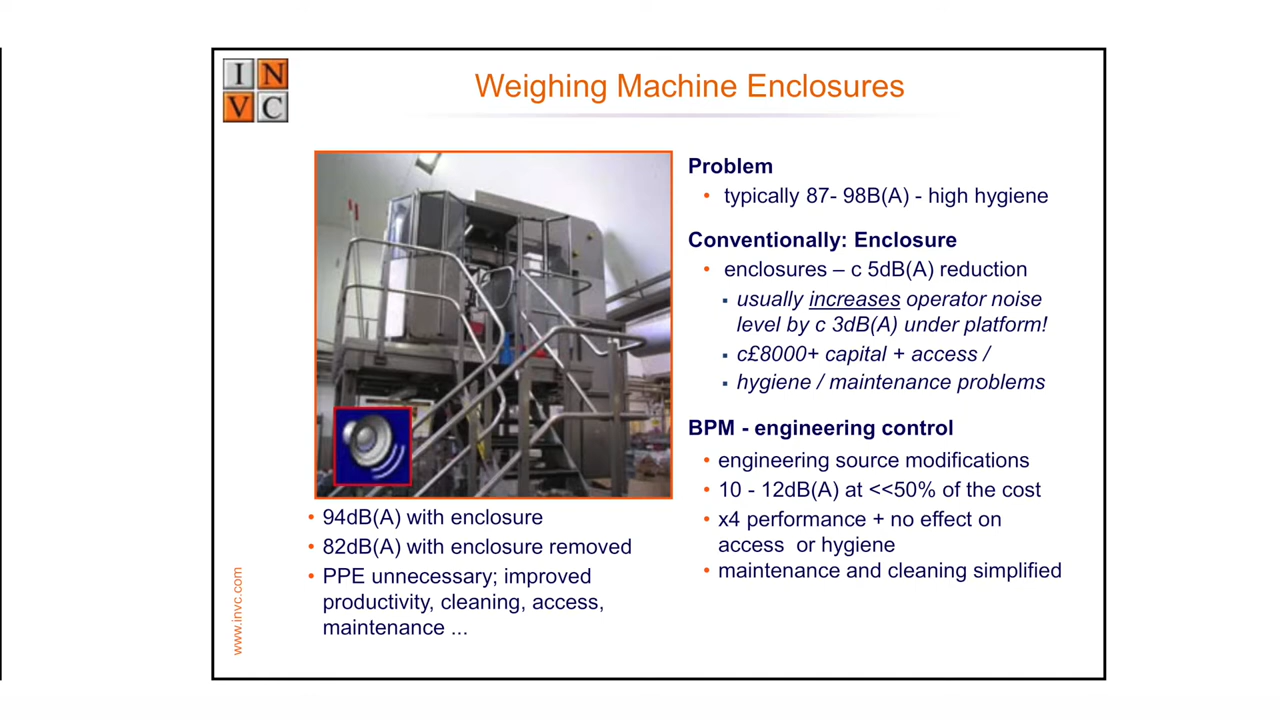 I N
V C
Weighing Machine Enclosures
Problem
• typically 87- 98B(A) - high hygiene
Conventionally: Enclosure
• enclosures – c 5dB(A) reduction
▪ usually increases operator noise
level by c 3dB(A) under platform!
▪ c£8000+ capital + access /
▪ hygiene / maintenance problems
BPM - engineering control
• engineering source modifications
• 10 - 12dB(A) at <<50% of the cost
• x4 performance + no effect on
access or hygiene
• maintenance and cleaning simplified
• 94dB(A) with enclosure
• 82dB(A) with enclosure removed
• PPE unnecessary; improved
productivity, cleaning, access,
maintenance ...
www.invc.com